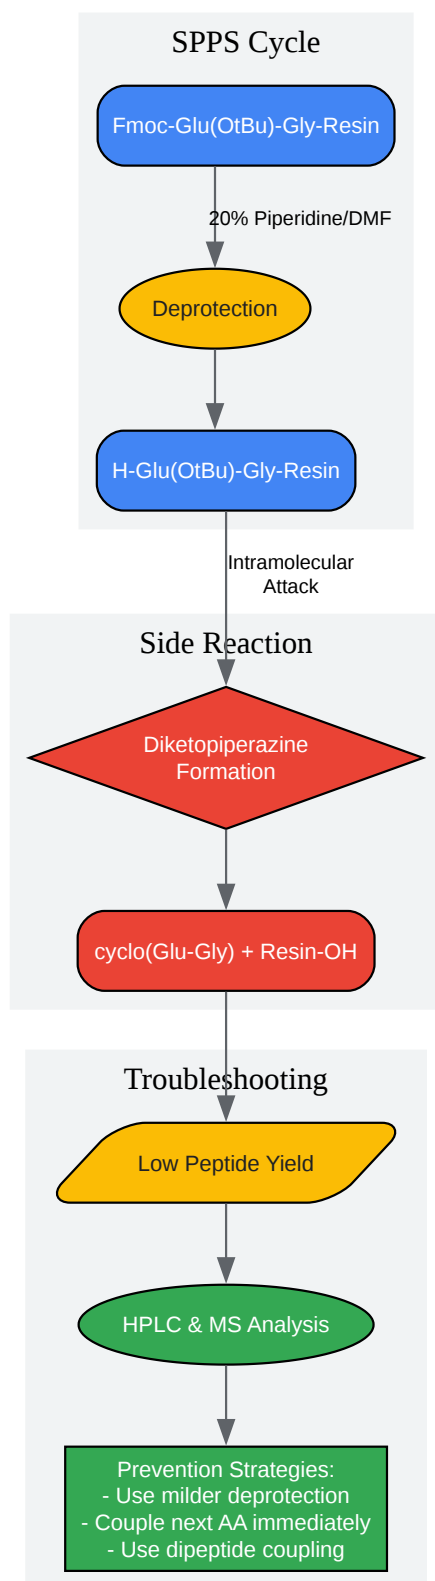 SPPS Cycle
Fmoc-Glu(OtBu)-Gly-Resin
20% Piperidine/DMF
Deprotection
H-Glu(OtBu)-Gly-Resin
Intramolecular
Attack
Side Reaction
Diketopiperazine
Formation
cyclo(Glu-Gly) + Resin-OH
Troubleshooting
Low Peptide Yield
HPLC & MS Analysis
Prevention Strategies:
- Use milder deprotection
- Couple next AA immediately
- Use dipeptide coupling